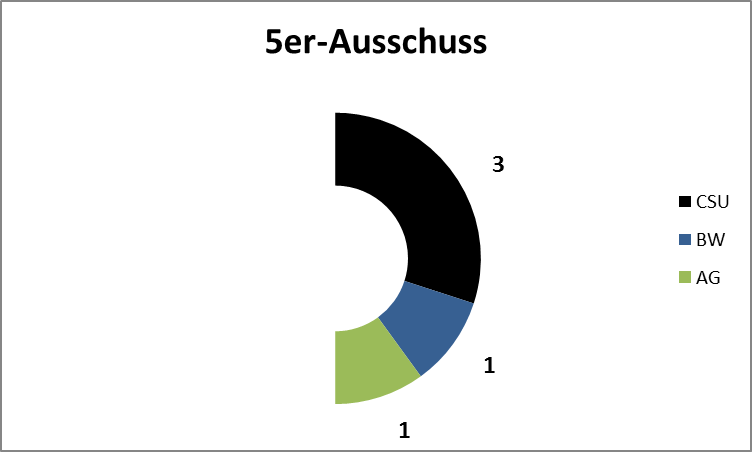 5er-Ausschuss
3
CSU
BW
AG
1
1